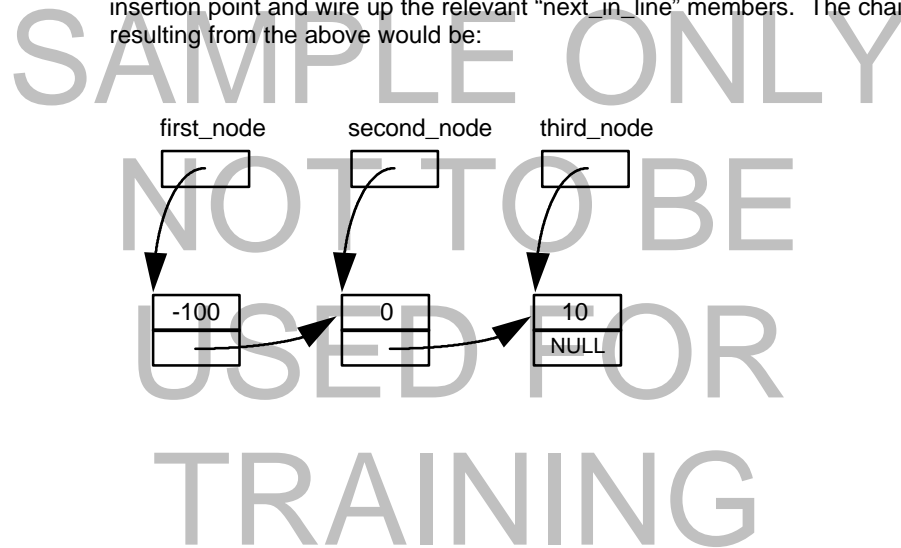 insertion point and wire up the relevant “next_in_line” members. The
resulting from the above would be:
SAMPLE ONLY
first_node second_node third_node
NOT TO BE
-100 0 10
NULL
USED FOR
TRAINING